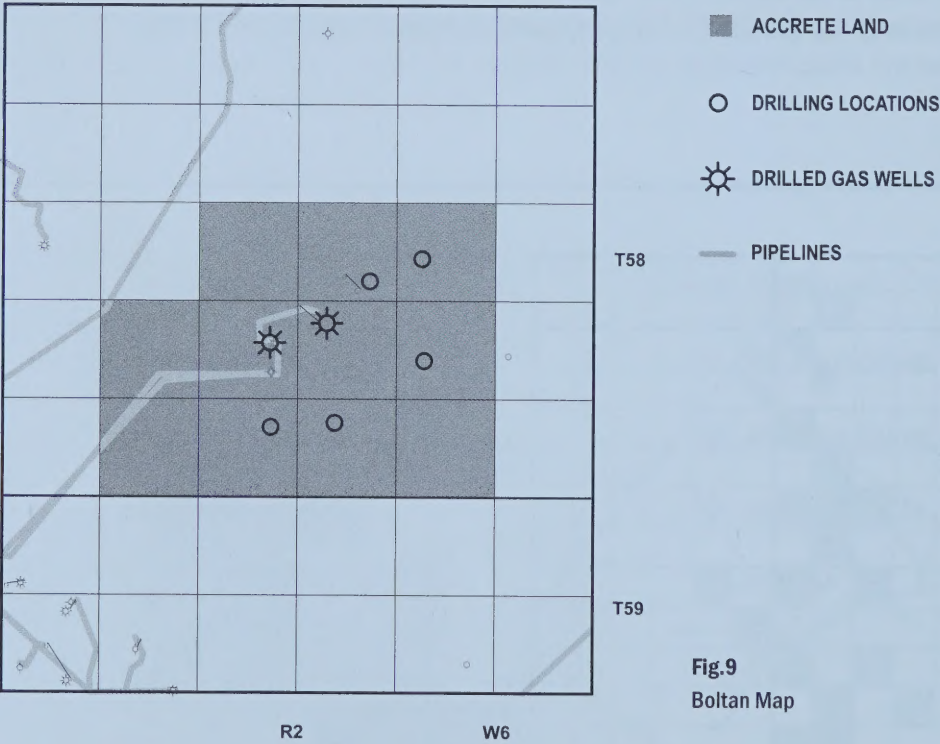 ACCRETE LAND
DRILLING LOCATIONS
DRILLED GAS WELLS
PIPELINES
T58
T59
Fig.9
Boltan Map
R2
W6